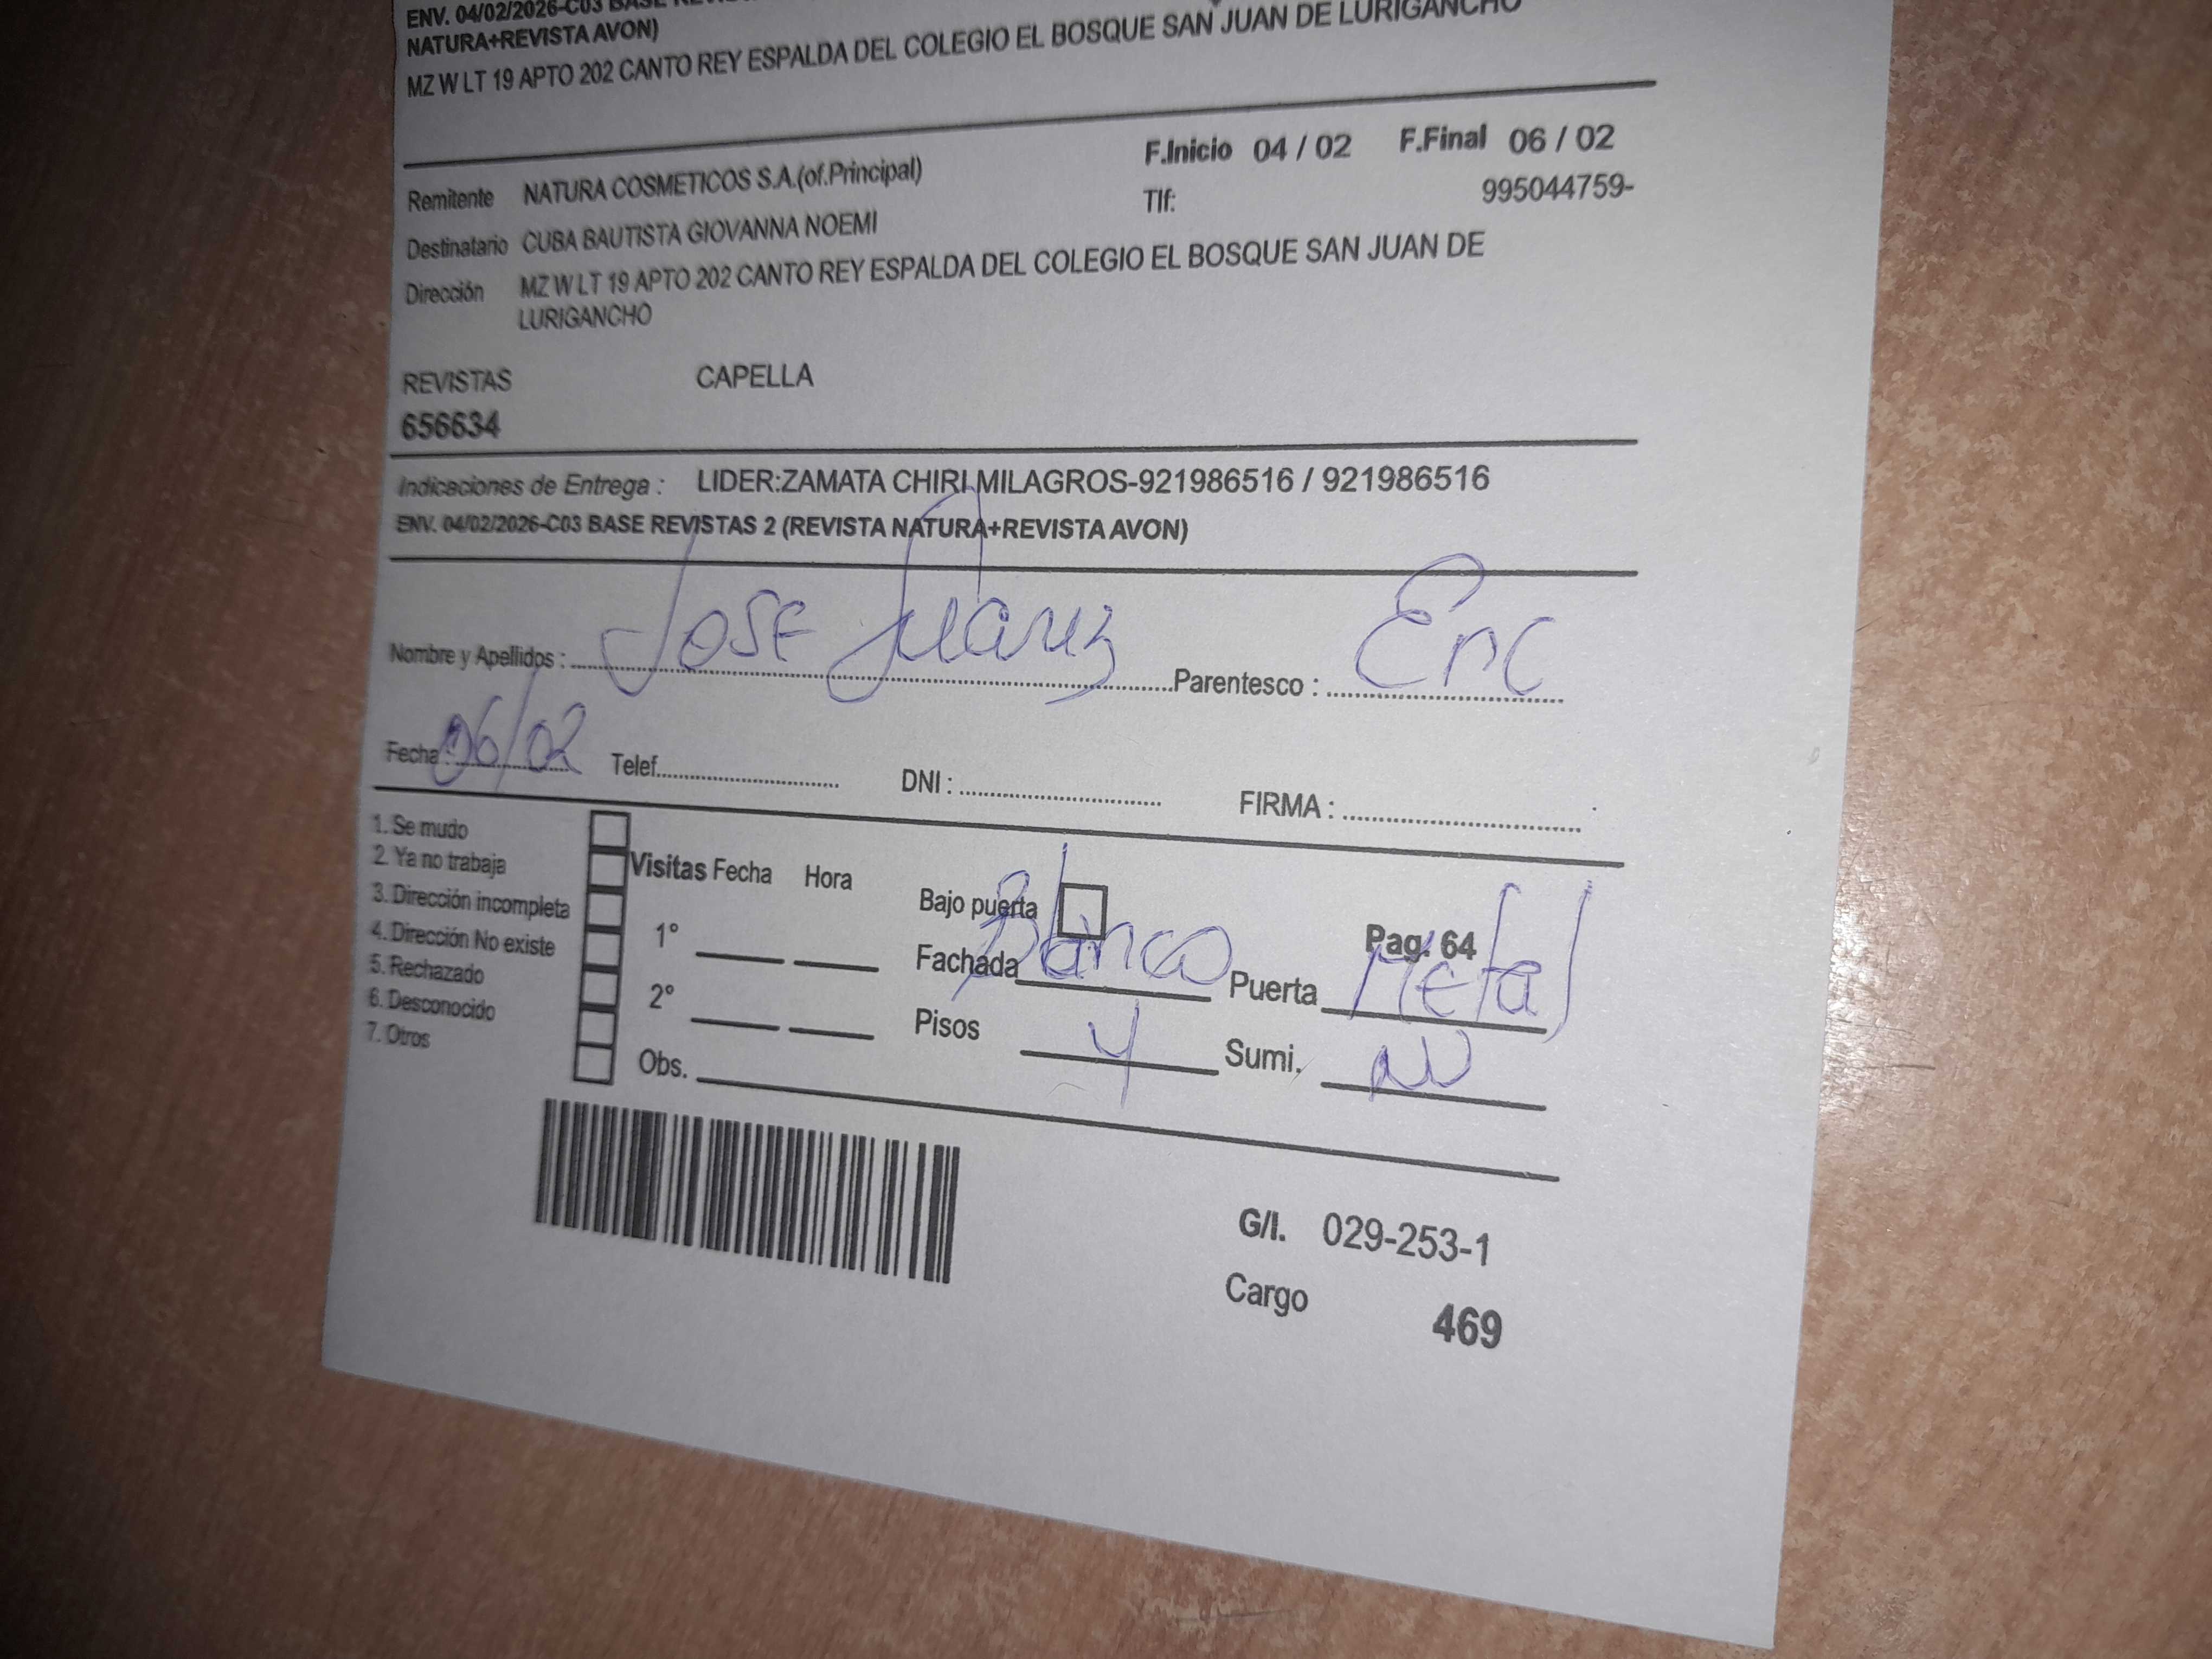 ENV. 04/02/2026-C03 BASE
NATURA+REVISTA AVON)
MZ W LT 19 APTO 202 CANTO REY ESPALDA DEL COLEGIO EL BOSQUE SAN JUAN DE LURIGANCHO
F.Inicio 04 / 02 F.Final 06 / 02
Remitente NATURA COSMETICOS S.A.(of.Principal)
Tlf: 995044759-
Destinatario CUBA BAUTISTA GIOVANNA NOEMI
Dirección MZ W LT 19 APTO 202 CANTO REY ESPALDA DEL COLEGIO EL BOSQUE SAN JUAN DE
LURIGANCHO
REVISTAS CAPELLA
656634
Indicaciones de Entrega : LIDER:ZAMATA CHIRI MILAGROS-921986516 / 921986516
ENV. 04/02/2026-C03 BASE REVISTAS 2 (REVISTA NATURA+REVISTA AVON)
Nombre y Apellidos : Jose Juárez Parentesco : Enc
Fecha : 06/02 Telef. DNI : FIRMA :
1. Se mudo
2. Ya no trabaja
3. Dirección incompleta
4. Dirección No existe
5. Rechazado
6. Desconocido
7. Otros
Visitas Fecha Hora
1°
2°
Obs.
Bajo puerta Pag. 64
Fachada Blanco Puerta Metal
Pisos 4 Sumi.
G/I. 029-253-1
Cargo 469